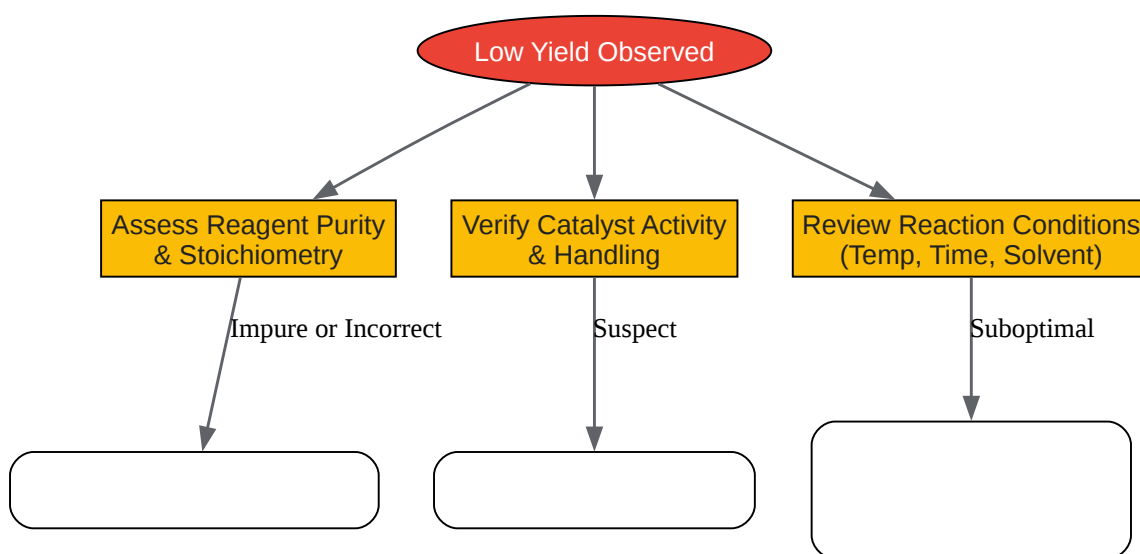 Low Yield Observed
Assess Reagent Purity
& Stoichiometry
Verify Catalyst Activity
& Handling
Review Reaction Conditions
(Temp, Time, Solvent)
Impure or Incorrect
Suspect
Suboptimal